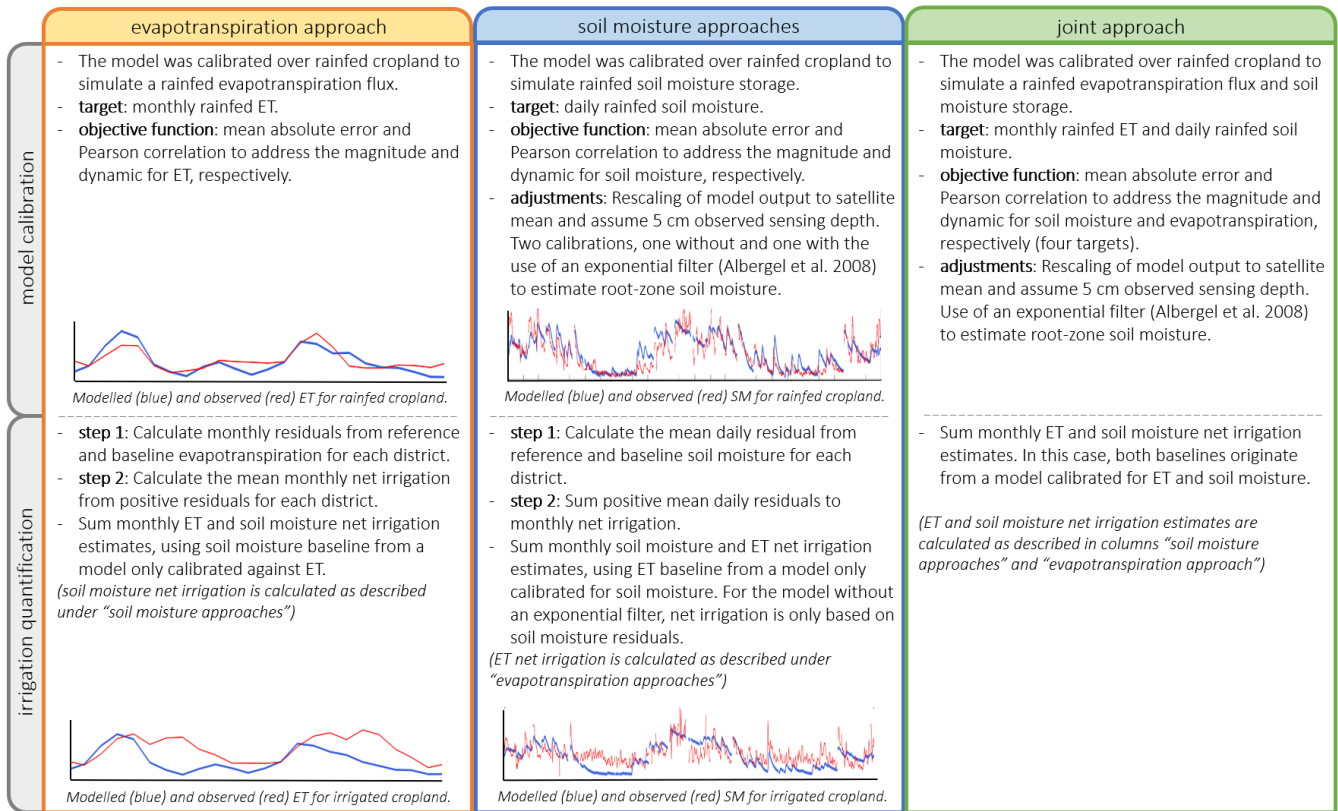 evapotranspiration approach
soil moisture approaches
joint approach
model calibration
- The model was calibrated over rainfed cropland to
simulate a rainfed evapotranspiration flux.
- target: monthly rainfed ET.
- objective function: mean absolute error and
Pearson correlation to address the magnitude and
dynamic for ET, respectively.
Modelled (blue) and observed (red) ET for rainfed cropland.
- The model was calibrated over rainfed cropland to
simulate rainfed soil moisture storage.
- target: daily rainfed soil moisture.
- objective function: mean absolute error and
Pearson correlation to address the magnitude and
dynamic for soil moisture, respectively.
- adjustments: Rescaling of model output to satellite
mean and assume 5 cm observed sensing depth.
Two calibrations, one without and one with the
use of an exponential filter (Albergel et al. 2008)
to estimate root-zone soil moisture.
Modelled (blue) and observed (red) SM for rainfed cropland.
- The model was calibrated over rainfed cropland to
simulate a rainfed evapotranspiration flux and soil
moisture storage.
- target: monthly rainfed ET and daily rainfed soil
moisture.
- objective function: mean absolute error and
Pearson correlation to address the magnitude and
dynamic for soil moisture and evapotranspiration,
respectively (four targets).
- adjustments: Rescaling of model output to satellite
mean and assume 5 cm observed sensing depth.
Use of an exponential filter (Albergel et al. 2008)
to estimate root-zone soil moisture.
irrigation quantification
- step 1: Calculate monthly residuals from reference
and baseline evapotranspiration for each district.
- step 2: Calculate the mean monthly net irrigation
from positive residuals for each district.
- Sum monthly ET and soil moisture net irrigation
estimates, using soil moisture baseline from a
model only calibrated against ET.
(soil moisture net irrigation is calculated as described
under “soil moisture approaches”)
Modelled (blue) and observed (red) ET for irrigated cropland.
- step 1: Calculate the mean daily residual from
reference and baseline soil moisture for each
district.
- step 2: Sum positive mean daily residuals to
monthly net irrigation.
- Sum monthly soil moisture and ET net irrigation
estimates, using ET baseline from a model only
calibrated for soil moisture. For the model without
an exponential filter, net irrigation is only based on
soil moisture residuals.
(ET net irrigation is calculated as described under
“evapotranspiration approaches”)
Modelled (blue) and observed (red) SM for irrigated cropland.
- Sum monthly ET and soil moisture net irrigation
estimates. In this case, both baselines originate
from a model calibrated for ET and soil moisture.
(ET and soil moisture net irrigation estimates are
calculated as described in columns “soil moisture
approaches” and “evapotranspiration approach”)